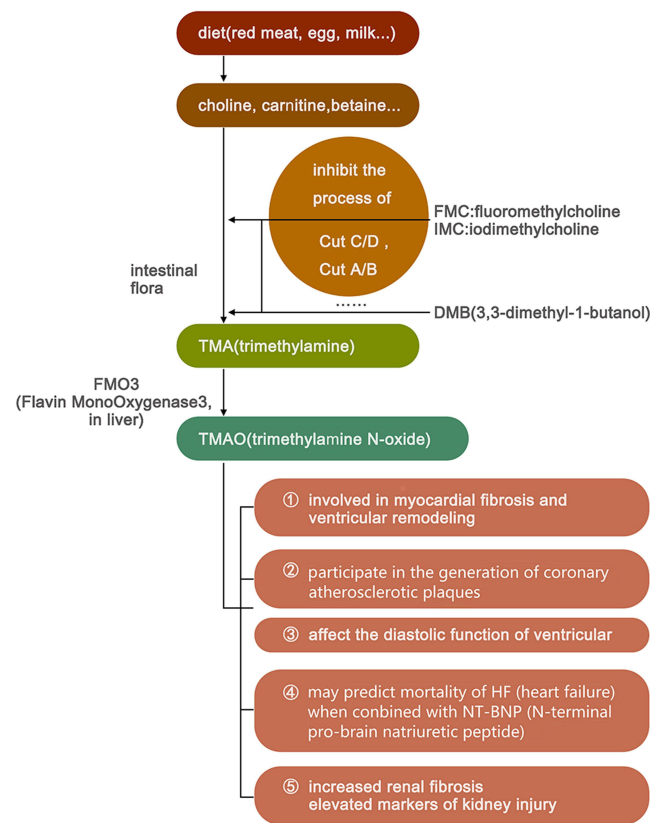 diet(red meat, egg, milk...)
choline, carnitine,betaine...
inhibit the
process of
Cut C/D ,
Cut A/B
......
FMC:fluoromethylcholine
IMC:iodimethylcholine
intestinal
flora
DMB(3,3-dimethyl-1-butanol)
TMA(trimethylamine)
FMO3
(Flavin MonoOxygenase3,
in liver)
TMAO(trimethylamine N-oxide)
① involved in myocardial fibrosis and
ventricular remodeling
② participate in the generation of coronary
atherosclerotic plaques
③ affect the diastolic function of ventricular
④ may predict mortality of HF (heart failure)
when combined with NT-BNP (N-terminal
pro-brain natriuretic peptide)
⑤ increased renal fibrosis
elevated markers of kidney injury